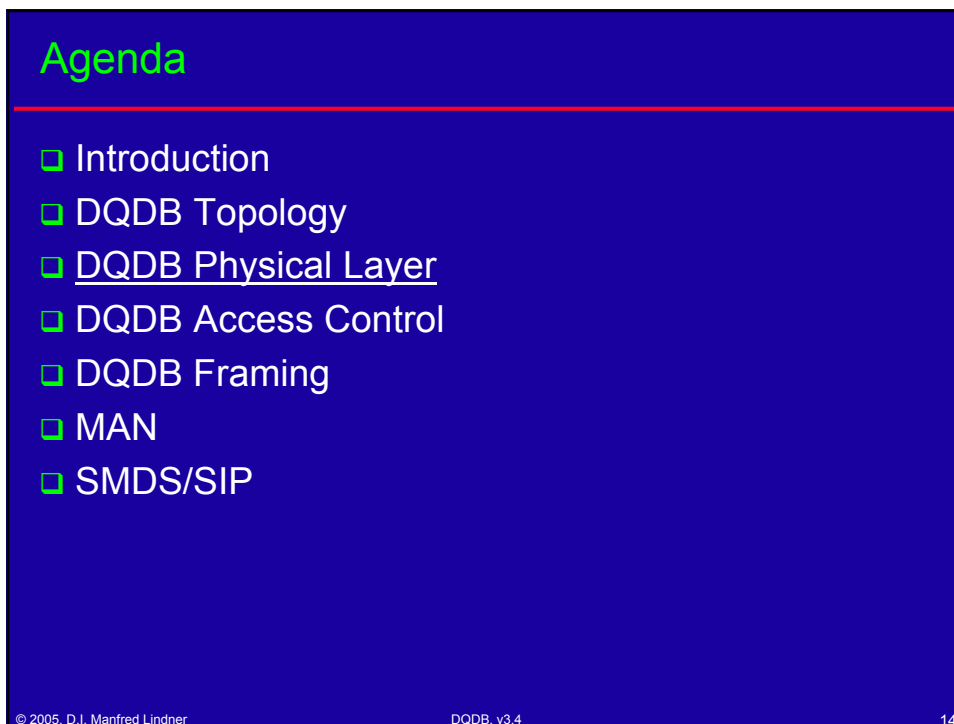 Agenda
Introduction
DQDB Topology
DQDB Physical Layer
DQDB Access Control
DQDB Framing
MAN
SMDS/SIP
© 2005, D.I. Manfred Lindner DQDB, v3.4 14